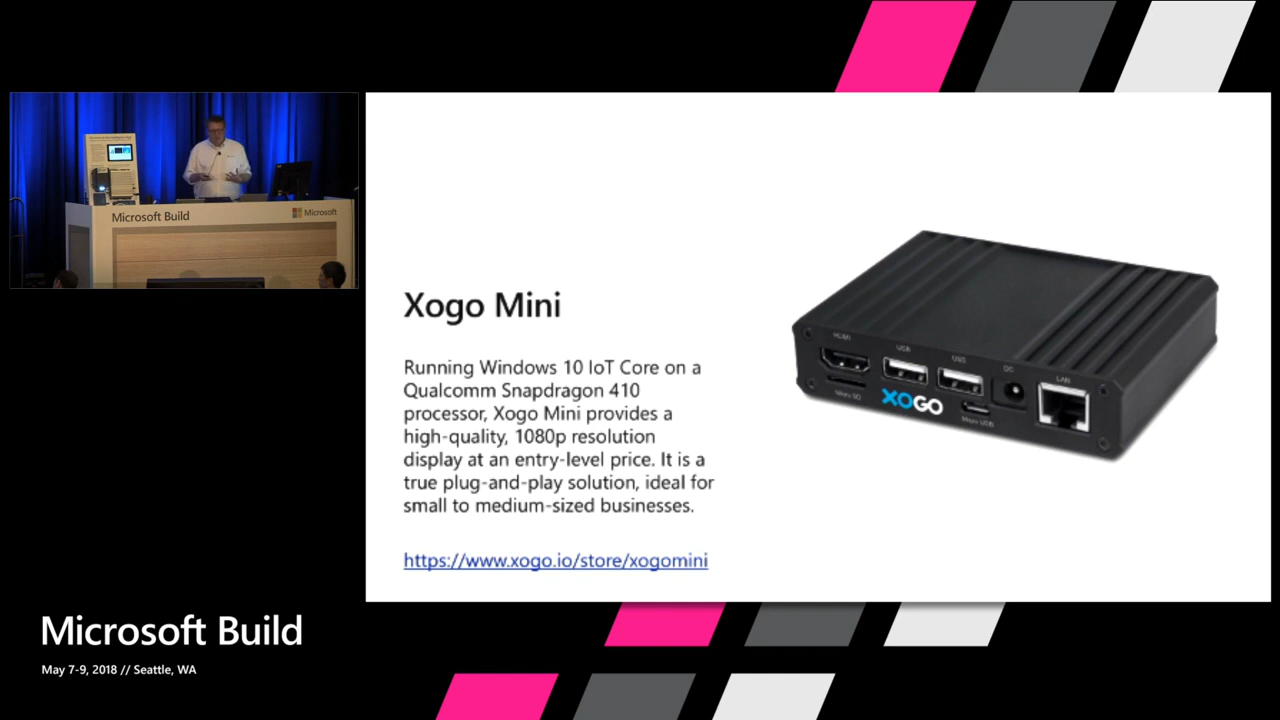 Microsoft Build
Microsoft
Xogo Mini
Running Windows 10 IoT Core on a
Qualcomm Snapdragon 410
processor, Xogo Mini provides a
high-quality, 1080p resolution
display at an entry-level price. It is a
true plug-and-play solution, ideal for
small to medium-sized businesses.
https://www.xogo.io/store/xogomini
HDMI
USB
USB
DC
LAN
Micro SD
XOGO
Micro USB
Microsoft Build
May 7-9, 2018 // Seattle, WA